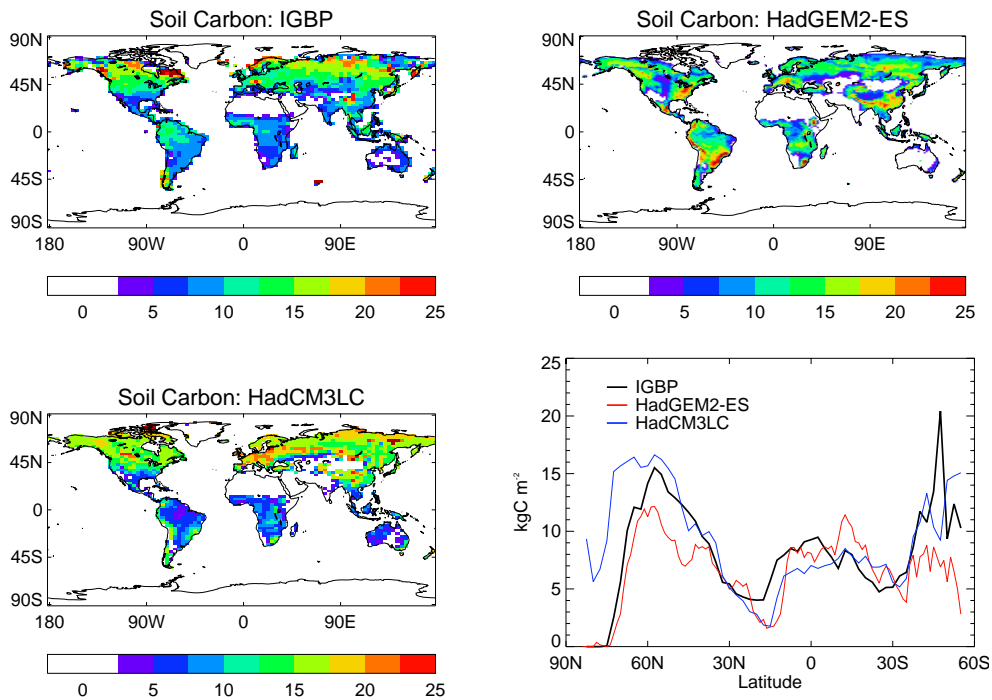 Soil Carbon: IGBP
90N
45N
0
45S
90S
180 90W 0 90E
0 5 10 15 20 25
Soil Carbon: HadGEM2-ES
90N
45N
0
45S
90S
180 90W 0 90E
0 5 10 15 20 25
Soil Carbon: HadCM3LC
90N
45N
0
45S
90S
180 90W 0 90E
0 5 10 15 20 25
25
20
15
10
5
0
kgC m-2
IGBP
HadGEM2-ES
HadCM3LC
90N 60N 30N 0 30S 60S
Latitude